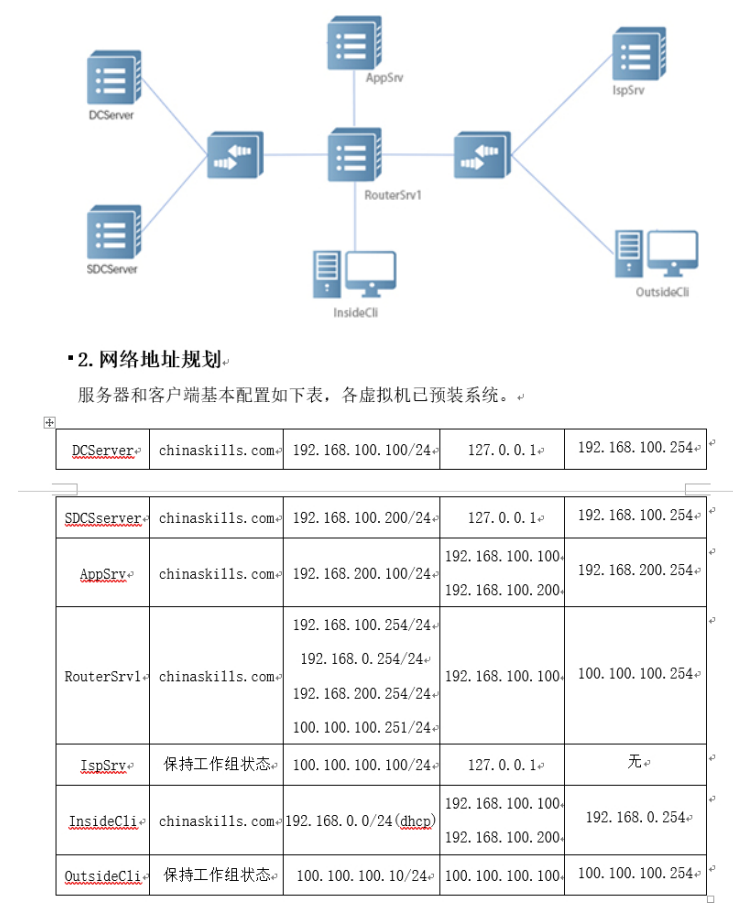 AppSrv
IspSrv
DCServer
RouterSrv1
SDCServer
OutsideCli
InsideCli
2.网络地址规划
服务器和客户端基本配置如下表，各虚拟机已预装系统。
DCServer chinaskills.com 192.168.100.100/24 127.0.0.1 192.168.100.254
SDCSserver chinaskills.com 192.168.100.200/24 127.0.0.1 192.168.100.254
AppSrv chinaskills.com 192.168.200.100/24 192.168.100.100 192.168.200.254
192.168.100.200
RouterSrv1 chinaskills.com 192.168.100.254/24 192.168.100.100 100.100.100.254
192.168.0.254/24
192.168.200.254/24
100.100.100.251/24
IspSrv 保持工作组状态 100.100.100.100/24 127.0.0.1 无
InsideCli chinaskills.com 192.168.0.0/24(dhcp) 192.168.100.100 192.168.0.254
192.168.100.200
OutsideCli 保持工作组状态 100.100.100.10/24 100.100.100.100 100.100.100.254